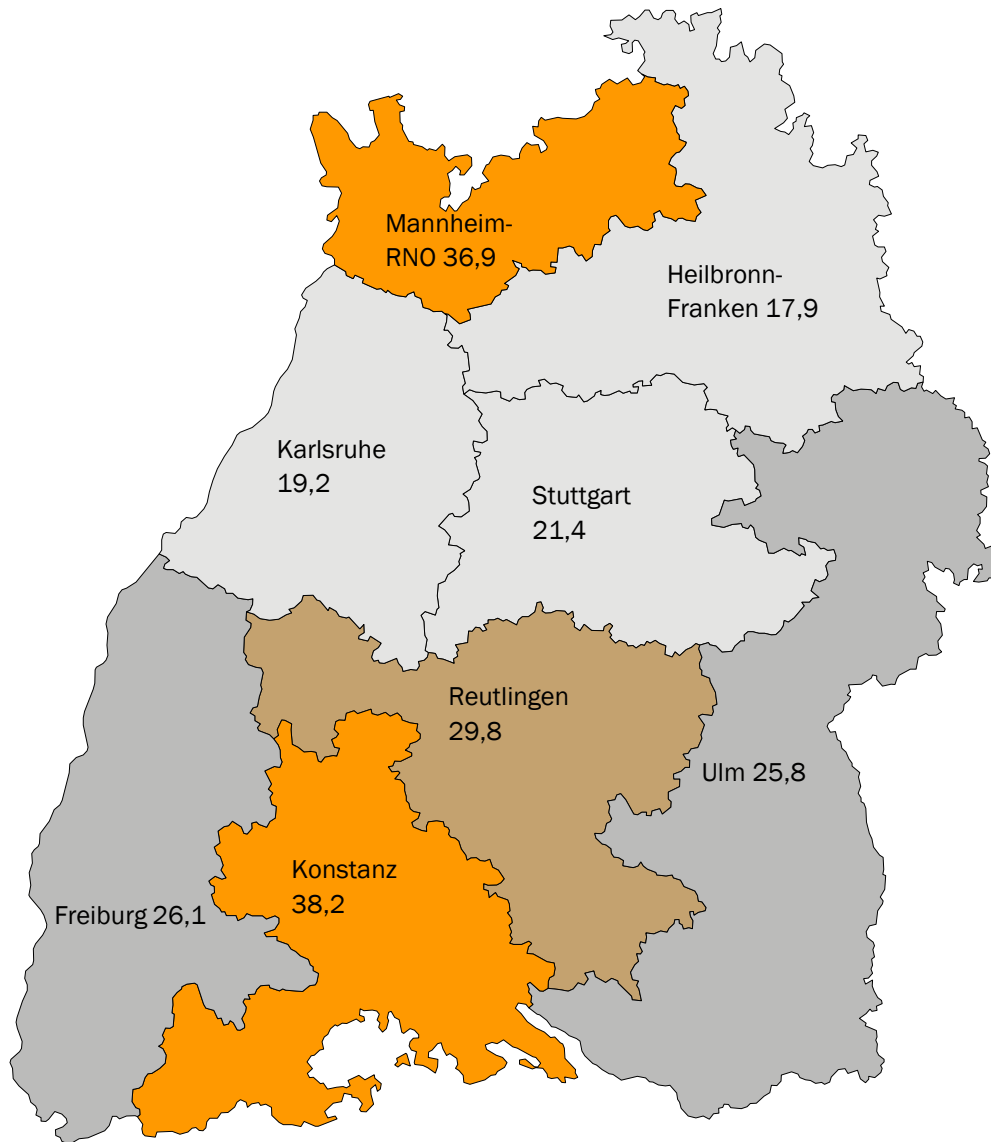 Mannheim-
RNO 36,9
Heilbronn-
Franken 17,9
Karlsruhe
19,2
Stuttgart
21,4
Reutlingen
29,8
Ulm 25,8
Konstanz
38,2
Freiburg 26,1